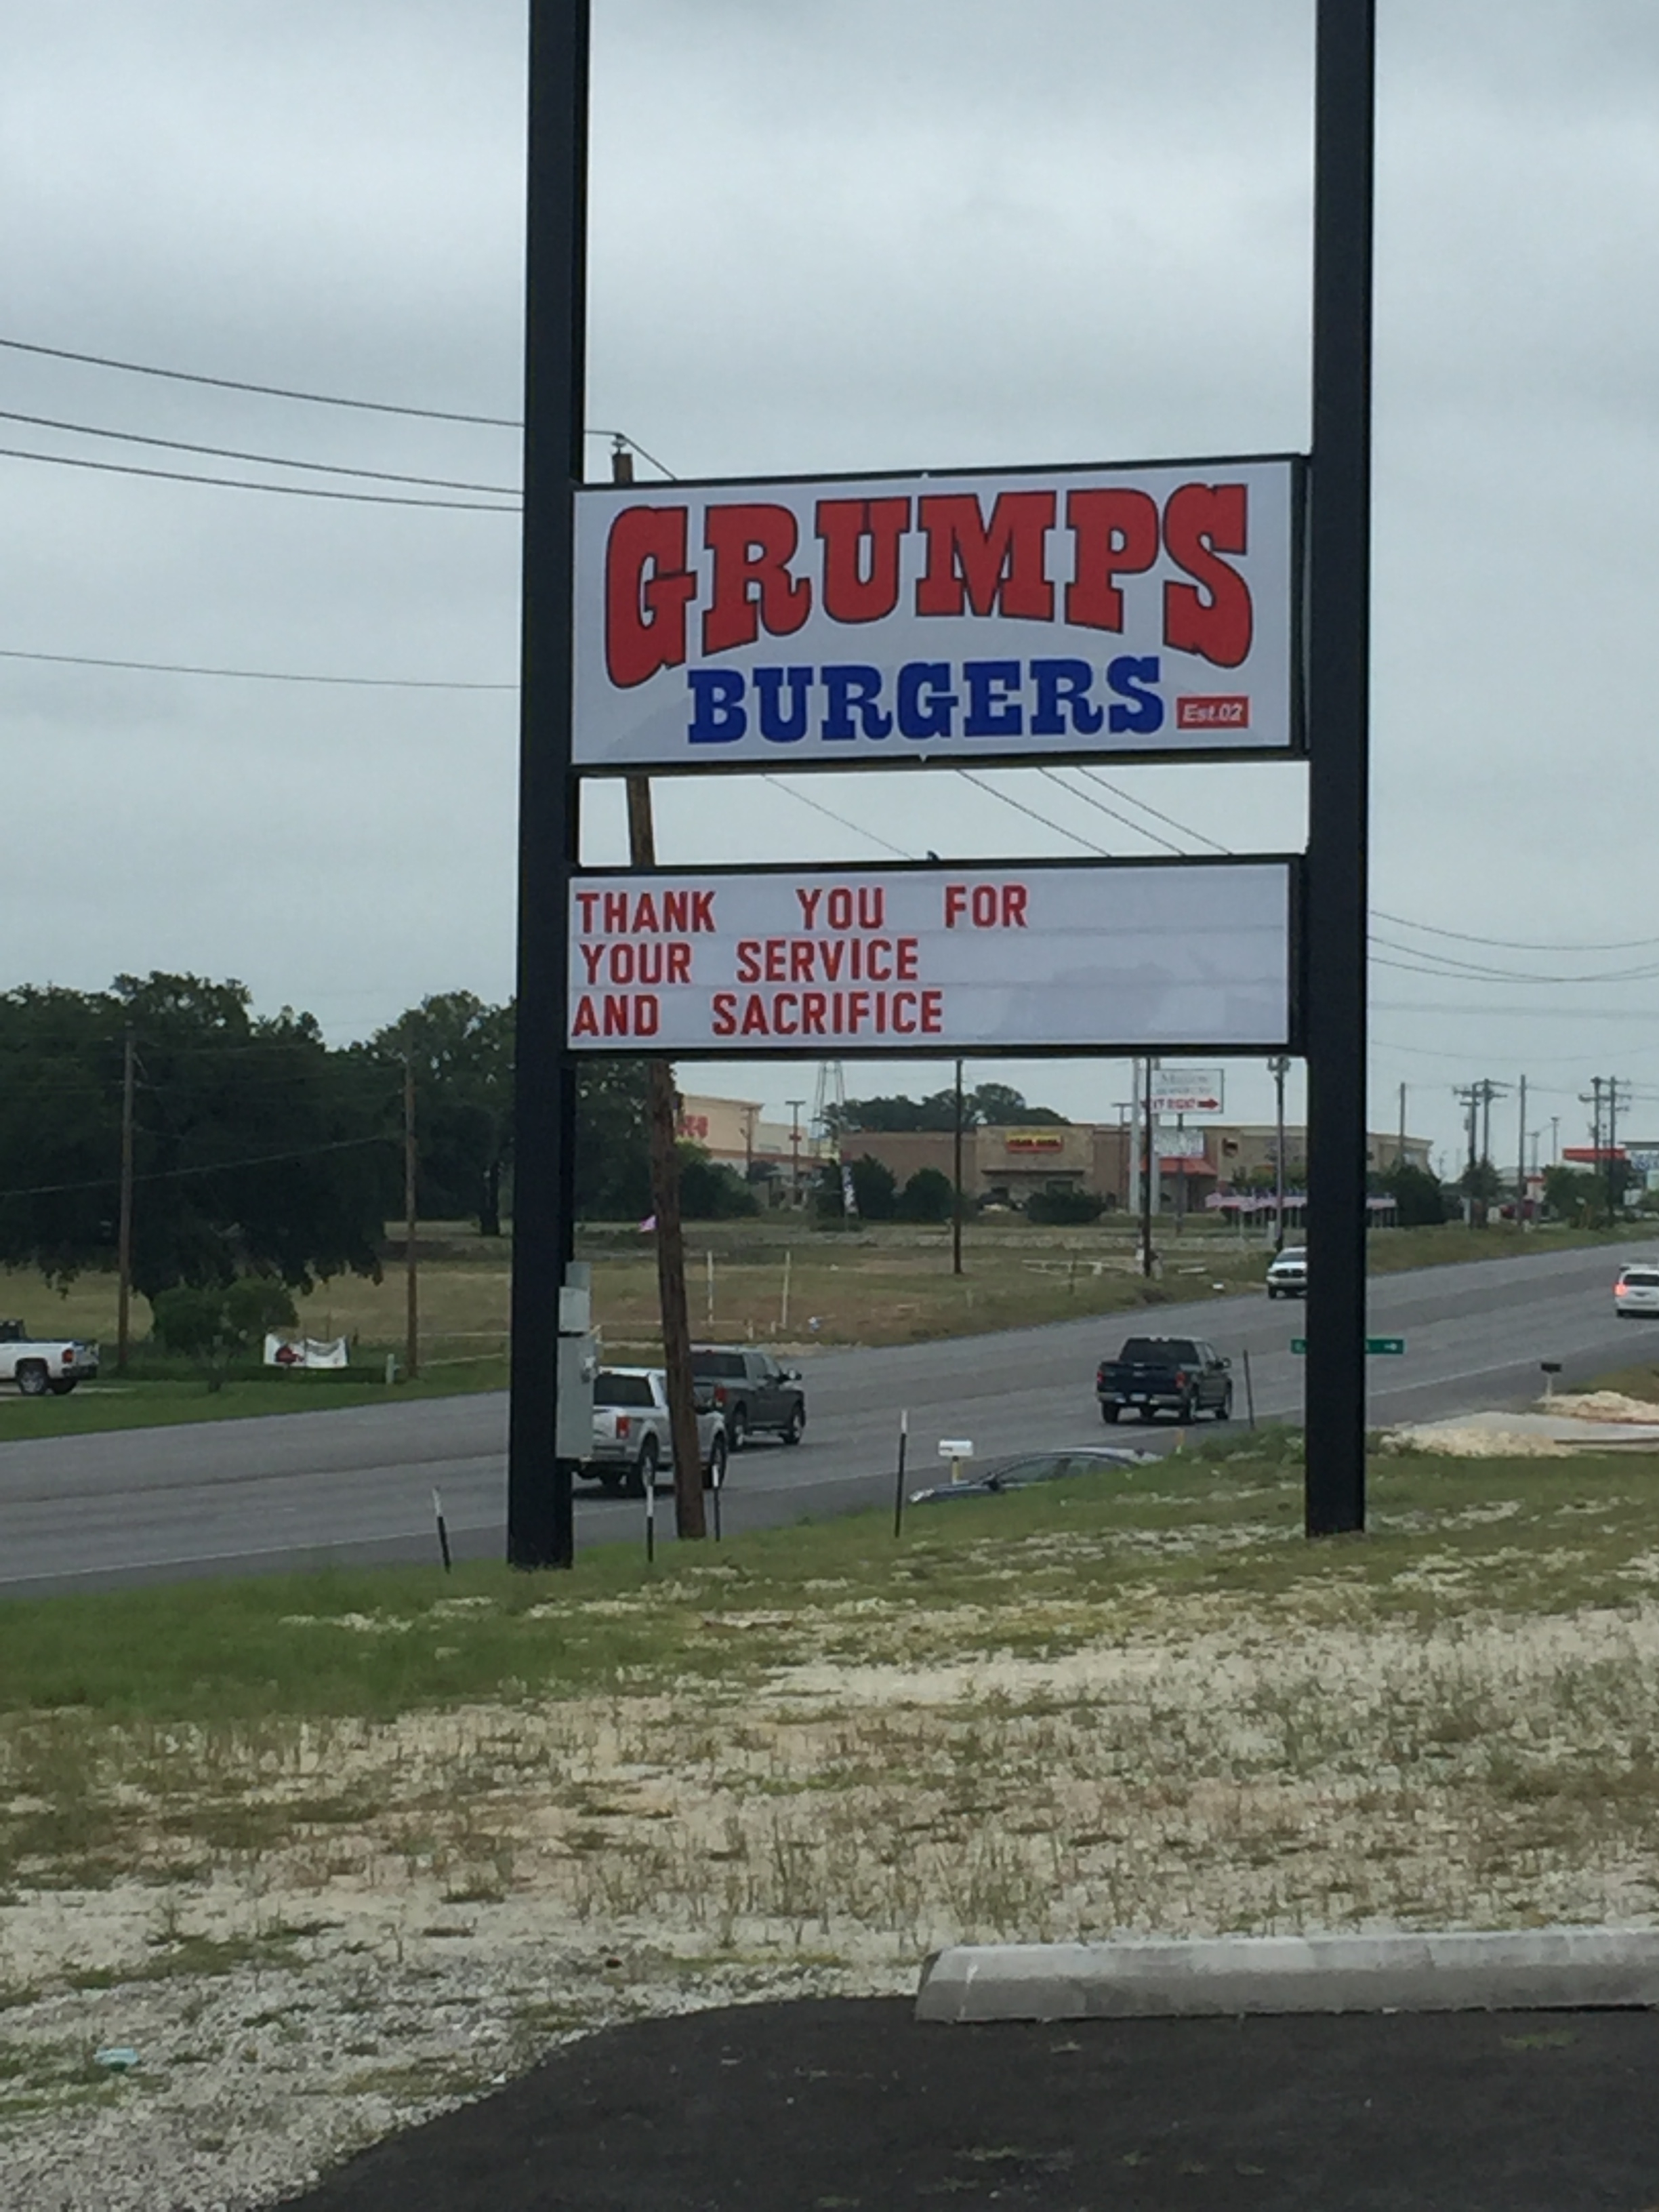 GRUMPS
BURGERS
Est.02
THANK YOU FOR
YOUR SERVICE
AND SACRIFICE